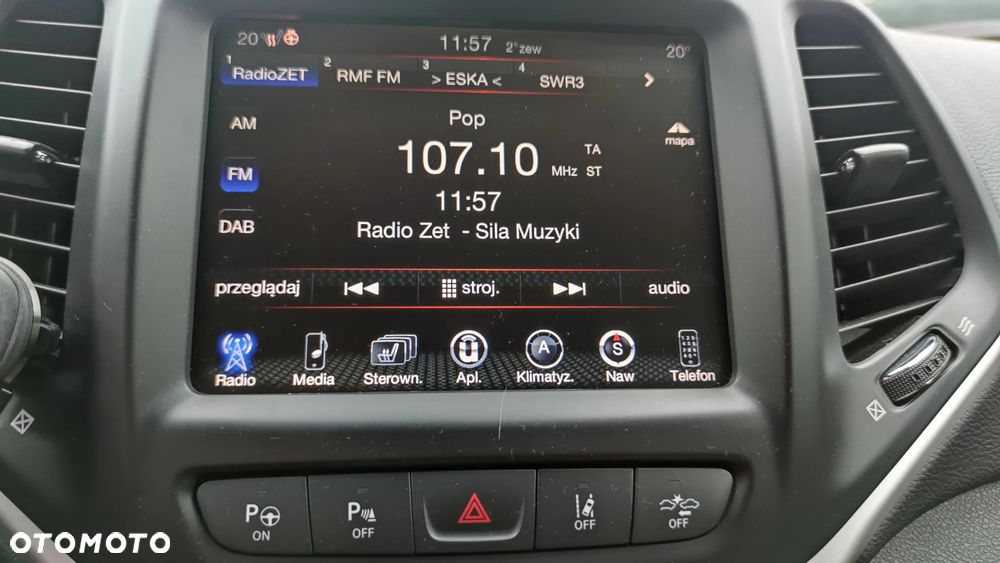 20° 11:57 2°zew 20°
1 RadioZET 2 RMF FM 3 > ESKA < 4 SWR3
Pop
AM
mapa
107.10 MHz TA ST
FM
11:57
DAB
Radio Zet - Sila Muzyki
przeglądaj stroj. audio
A S
Radio Media Sterown. Apl. Klimatyz. Naw Telefon
P ON P OFF OFF OFF
OTOMOTO